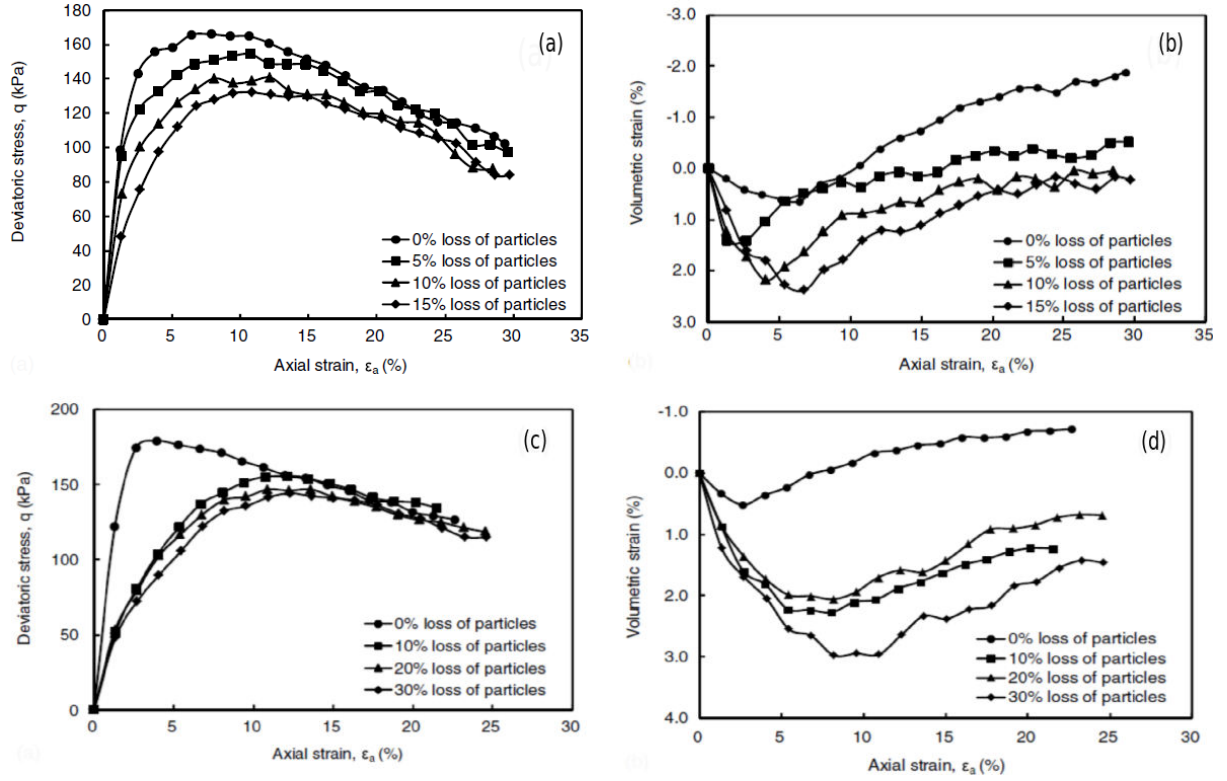 180
160
140
120
100
80
60
40
20
0
Deviatoric stress, q (kPa)
(a)
0% loss of particles
5% loss of particles
10% loss of particles
15% loss of particles
0 5 10 15 20 25 30 35
Axial strain, εa (%)
(a)
-3.0
-2.0
-1.0
0.0
1.0
2.0
3.0
Volumetric strain (%)
(b)
0% loss of particles
5% loss of particles
10% loss of particles
15% loss of particles
0 5 10 15 20 25 30 35
Axial strain, εa (%)
(b)
200
150
100
50
0
Deviatoric stress, q (kPa)
(c)
0% loss of particles
10% loss of particles
20% loss of particles
30% loss of particles
0 5 10 15 20 25 30
Axial strain, εa (%)
(a)
-1.0
0.0
1.0
2.0
3.0
4.0
Volumetric strain (%)
(d)
0% loss of particles
10% loss of particles
20% loss of particles
30% loss of particles
0 5 10 15 20 25 30
Axial strain, εa (%)
(b)